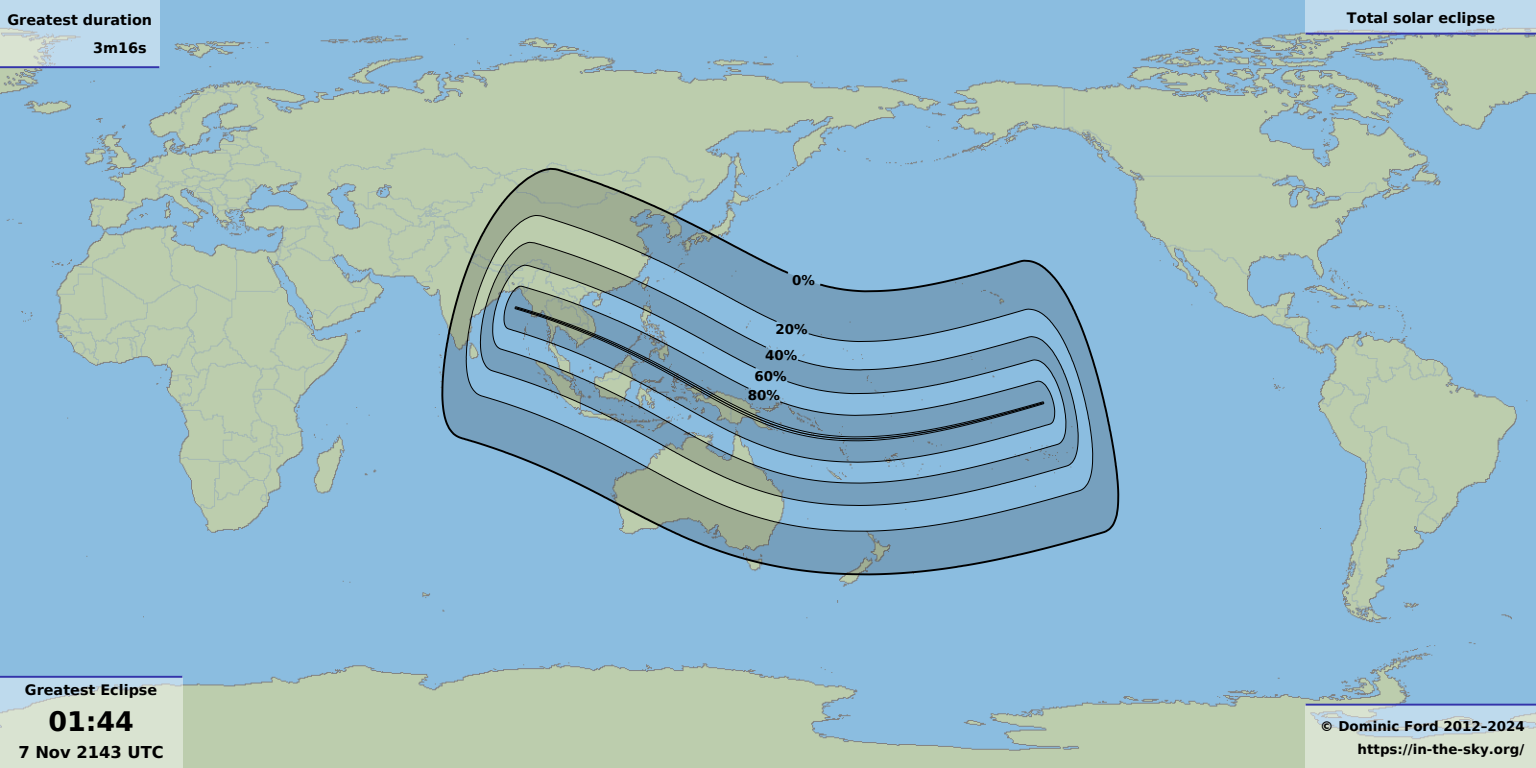 Greatest duration
3m16s
Total solar eclipse
0%
20%
40%
60%
80%
Greatest Eclipse
01:44
7 Nov 2143 UTC
© Dominic Ford 2012–2024
https://in-the-sky.org/